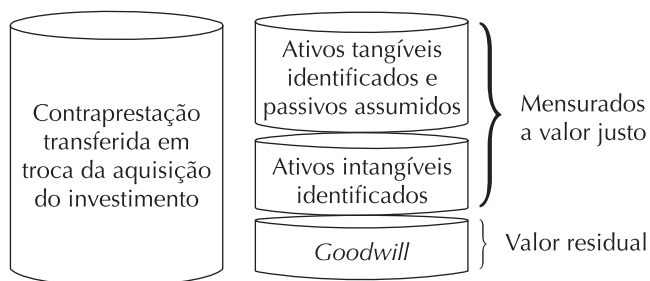 Contraprestação
transferida em
troca da aquisição
do investimento
Ativos tangíveis
identificados e
passivos assumidos
Ativos intangíveis
identificados
Goodwill
Mensurados
a valor justo
Valor residual